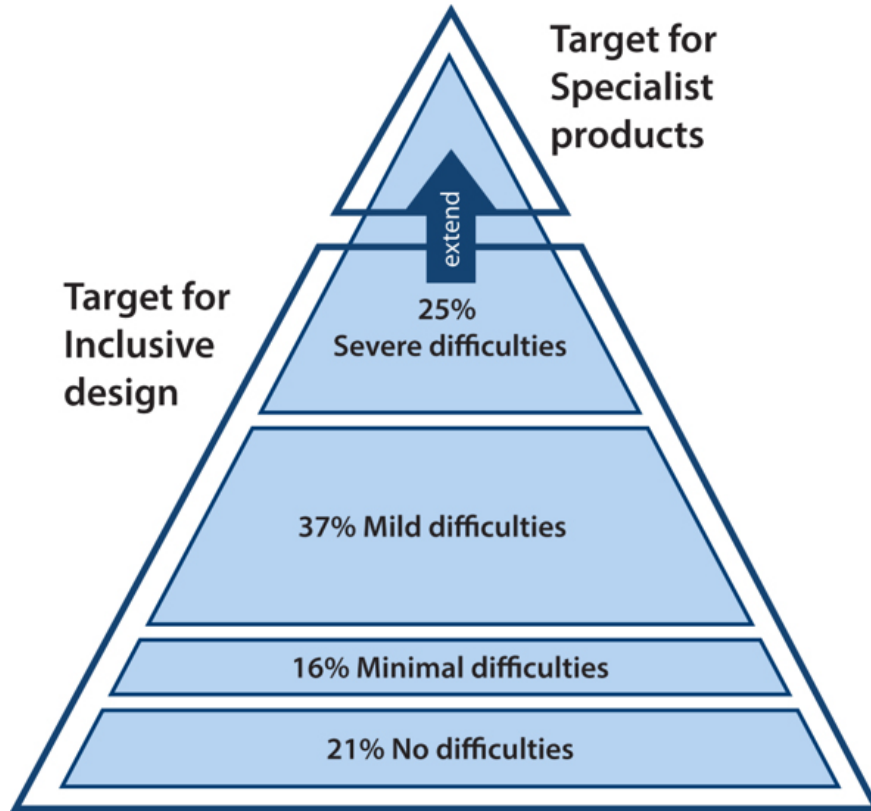 Target for
Specialist
products
extend
Target for
Inclusive
design
25%
Severe difficulties
37% Mild difficulties
16% Minimal difficulties
21% No difficulties